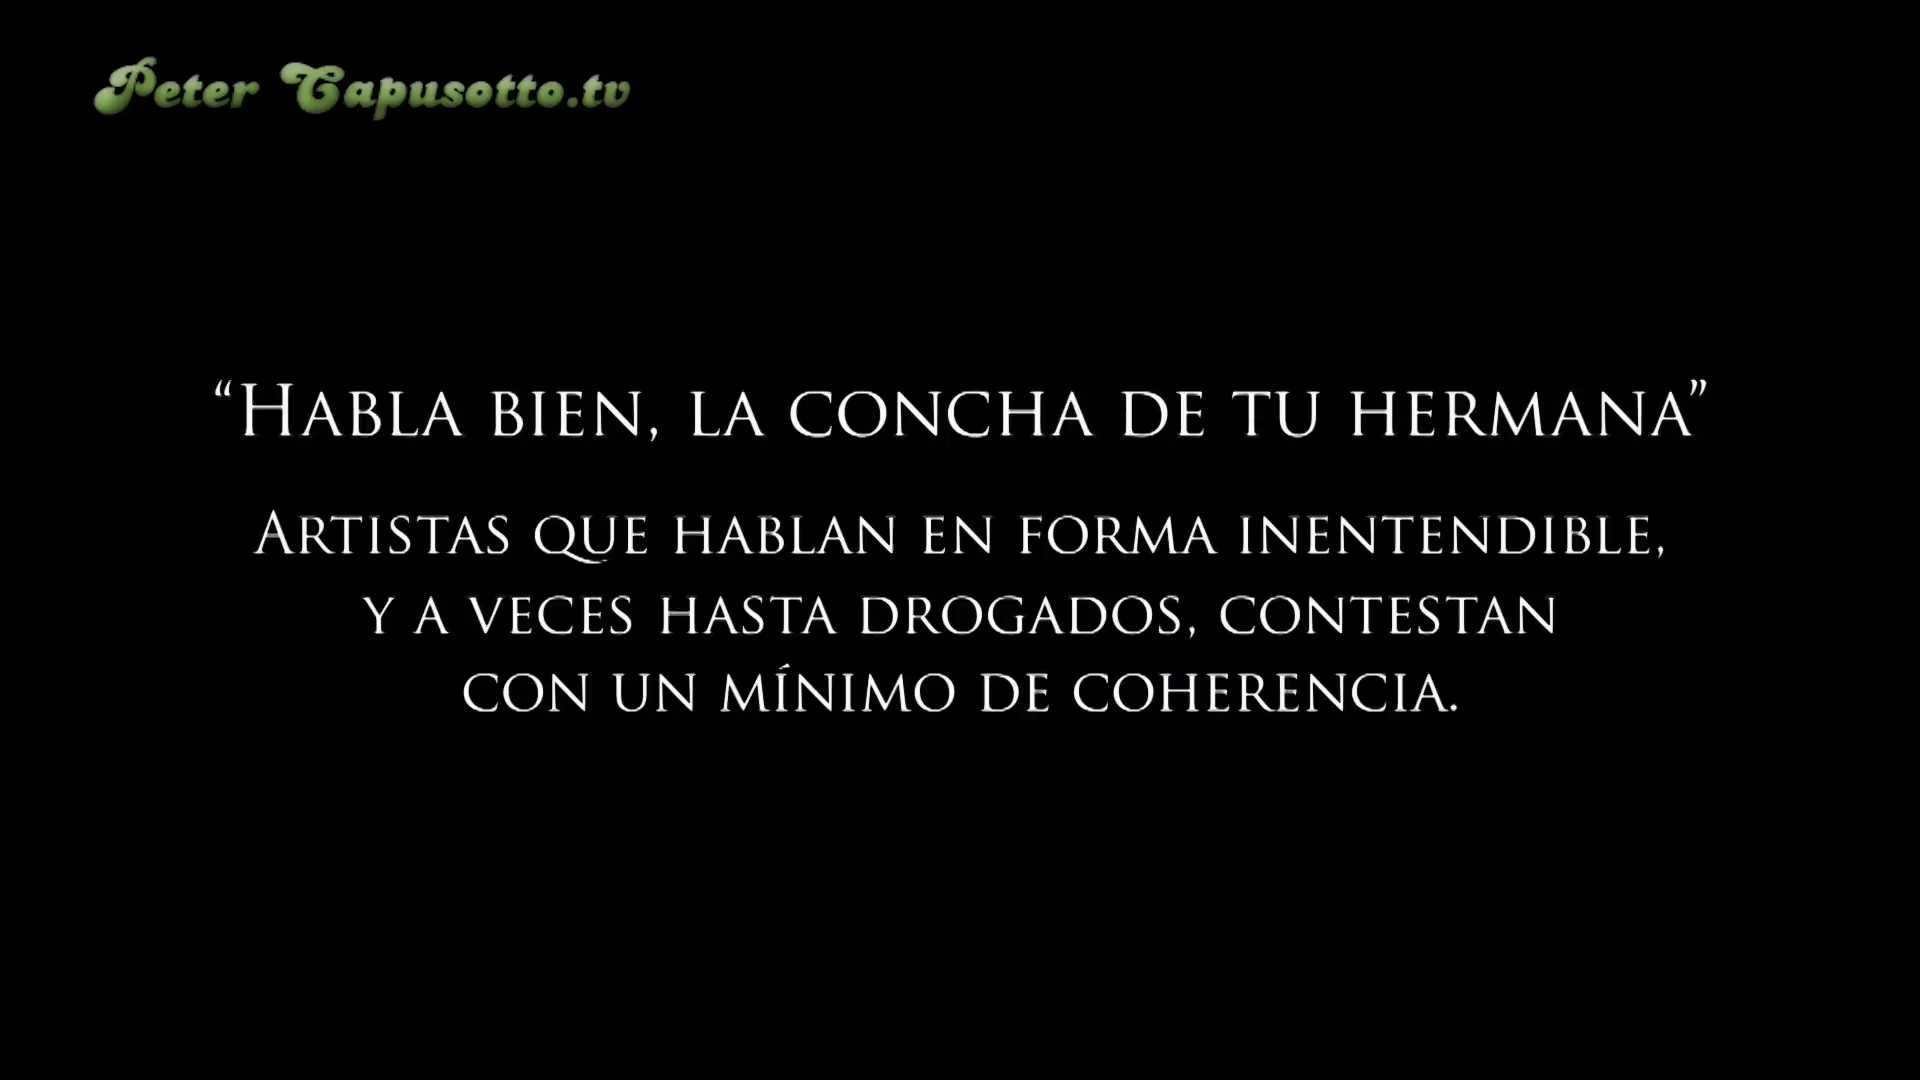 Peter Capusotto.tv
“HABLA BIEN, LA CONCHA DE TU HERMANA”
ARTISTAS QUE HABLAN EN FORMA INENTENDIBLE,
Y A VECES HASTA DROGADOS, CONTESTAN
CON UN MÍNIMO DE COHERENCIA.